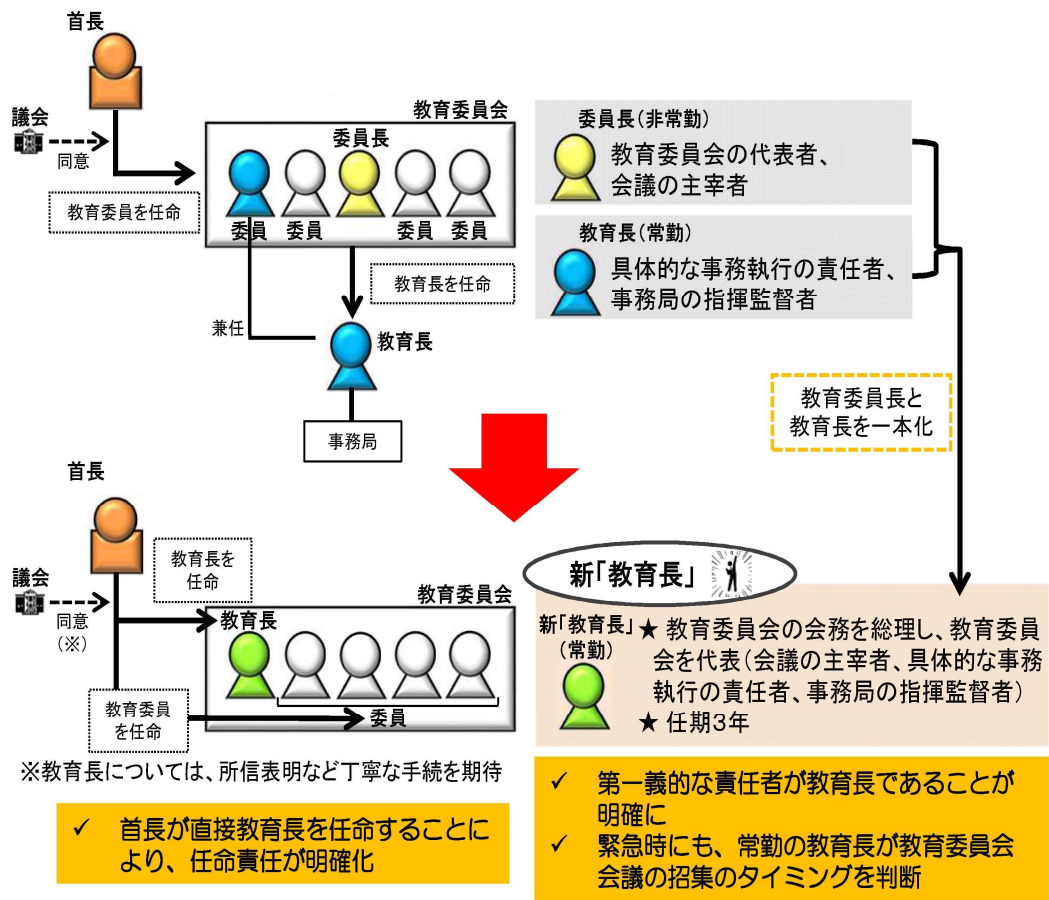 首長
議会
同意
教育委員を任命
教育委員会
委員長
委員
委員
委員
委員
教育長を任命
兼任
教育長
事務局
委員長(非常勤)
教育委員会の代表者、
会議の主宰者
教育長(常勤)
具体的な事務執行の責任者、
事務局の指揮監督者
教育委員長と
教育長を一本化
首長
議会
同意
(※)
教育長を
任命
教育委員
を任命
教育委員会
教育長
委員
※教育長については、所信表明など丁寧な手続を期待
✓ 首長が直接教育長を任命することに
より、任命責任が明確化
新「教育長」
新「教育長」
(常勤)
★ 教育委員会の会務を総理し、教育委員
会を代表(会議の主宰者、具体的な事務
執行の責任者、事務局の指揮監督者)
★ 任期3年
✓ 第一義的な責任者が教育長であることが
明確に
✓ 緊急時にも、常勤の教育長が教育委員会
会議の招集のタイミングを判断